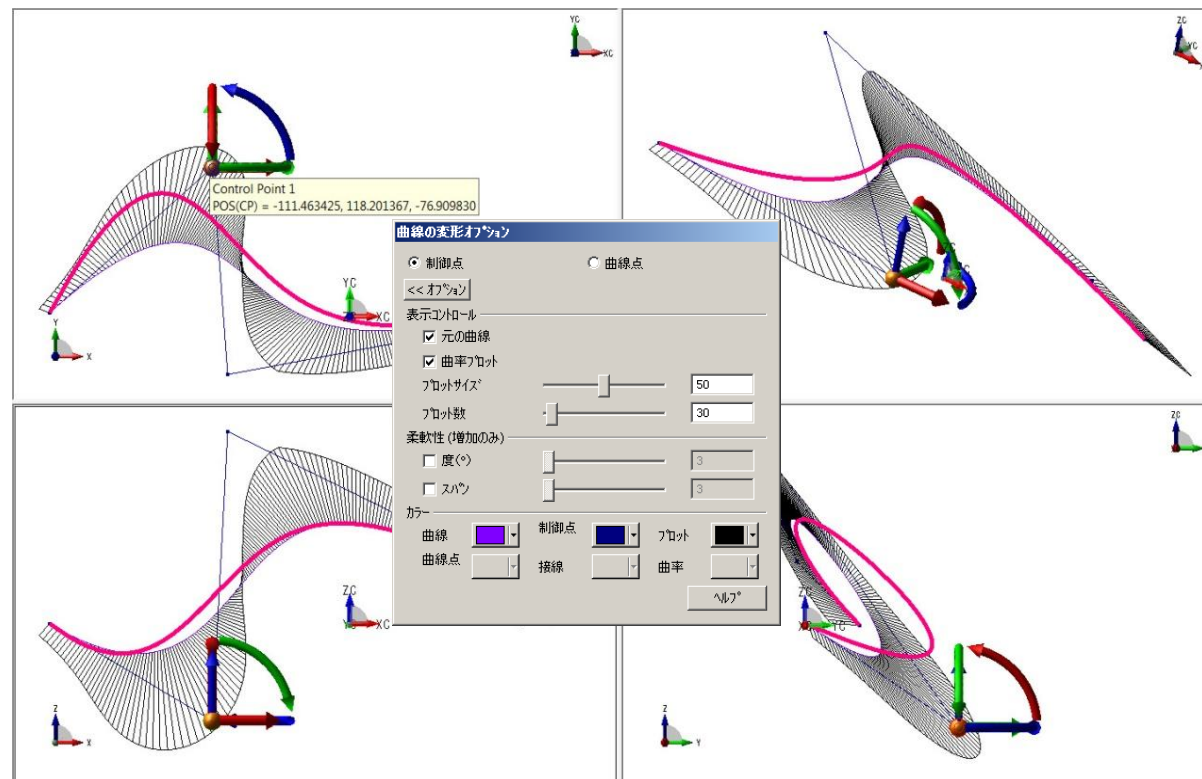 YC
XC
ZC
YC
Control Point 1
POS(CP) = -111.463425, 118.201367, -76.909830
曲線の変形オプション
制御点
曲線点
<< オプション
表示コントロール
元の曲線
曲率プロット
プロットサイズ 50
プロット数 30
柔軟性 (増加のみ)
度(°) 3
スパン 3
カラー
曲線
制御点
プロット
曲線点
接線
曲率
ヘルプ
YC
XC
Y
X
ZC
ZC
XC
ZC
YC
Z
X
Z
Y